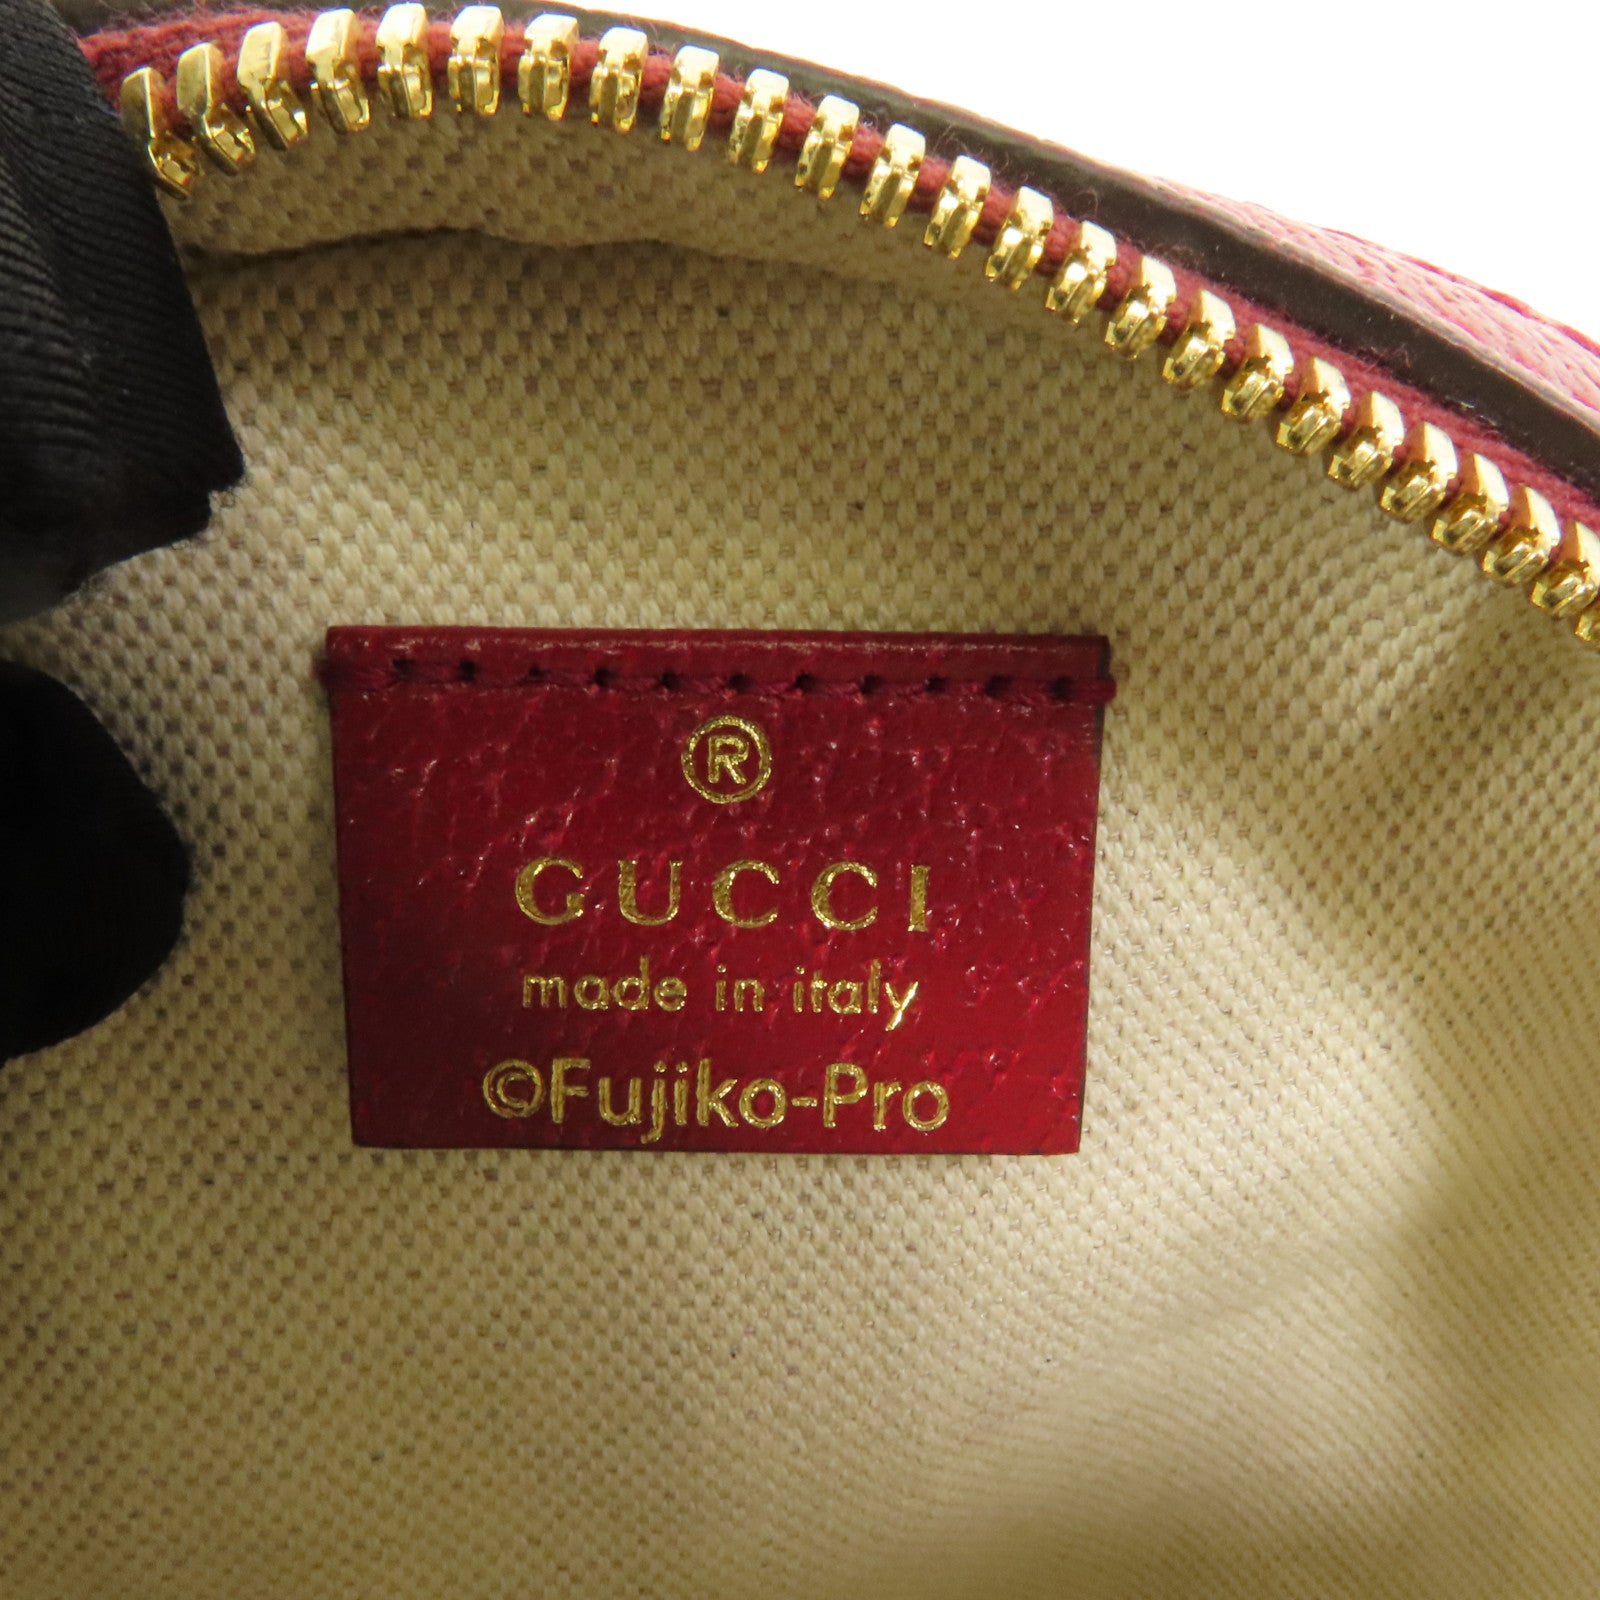 ®
GUCCI
made in italy
©Fujiko-Pro